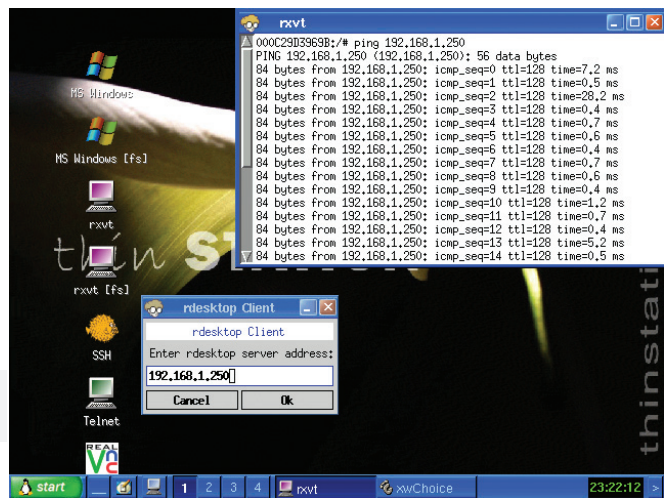 rxvt
000C29D3969B:/# ping 192.168.1.250
PING 192.168.1.250 (192.168.1.250): 56 data bytes
84 bytes from 192.168.1.250: icmp_seq=0 ttl=128 time=7.2 ms
84 bytes from 192.168.1.250: icmp_seq=1 ttl=128 time=0.5 ms
84 bytes from 192.168.1.250: icmp_seq=2 ttl=128 time=28.2 ms
84 bytes from 192.168.1.250: icmp_seq=3 ttl=128 time=0.4 ms
84 bytes from 192.168.1.250: icmp_seq=4 ttl=128 time=0.7 ms
84 bytes from 192.168.1.250: icmp_seq=5 ttl=128 time=0.6 ms
84 bytes from 192.168.1.250: icmp_seq=6 ttl=128 time=0.4 ms
84 bytes from 192.168.1.250: icmp_seq=7 ttl=128 time=0.7 ms
84 bytes from 192.168.1.250: icmp_seq=8 ttl=128 time=0.6 ms
84 bytes from 192.168.1.250: icmp_seq=9 ttl=128 time=0.4 ms
84 bytes from 192.168.1.250: icmp_seq=10 ttl=128 time=1.2 ms
84 bytes from 192.168.1.250: icmp_seq=11 ttl=128 time=0.7 ms
84 bytes from 192.168.1.250: icmp_seq=12 ttl=128 time=0.4 ms
84 bytes from 192.168.1.250: icmp_seq=13 ttl=128 time=5.2 ms
84 bytes from 192.168.1.250: icmp_seq=14 ttl=128 time=0.5 ms
MS Windows
MS Windows [fs]
rxvt
rxvt [fs]
SSH
Telnet
REAL
VNC
thin
thinstati
rdesktop Client
rdesktop Client
Enter rdesktop server address:
192.168.1.250
Cancel Ok
start 1 2 3 4 rxvt xwChoice 23:22:12 >